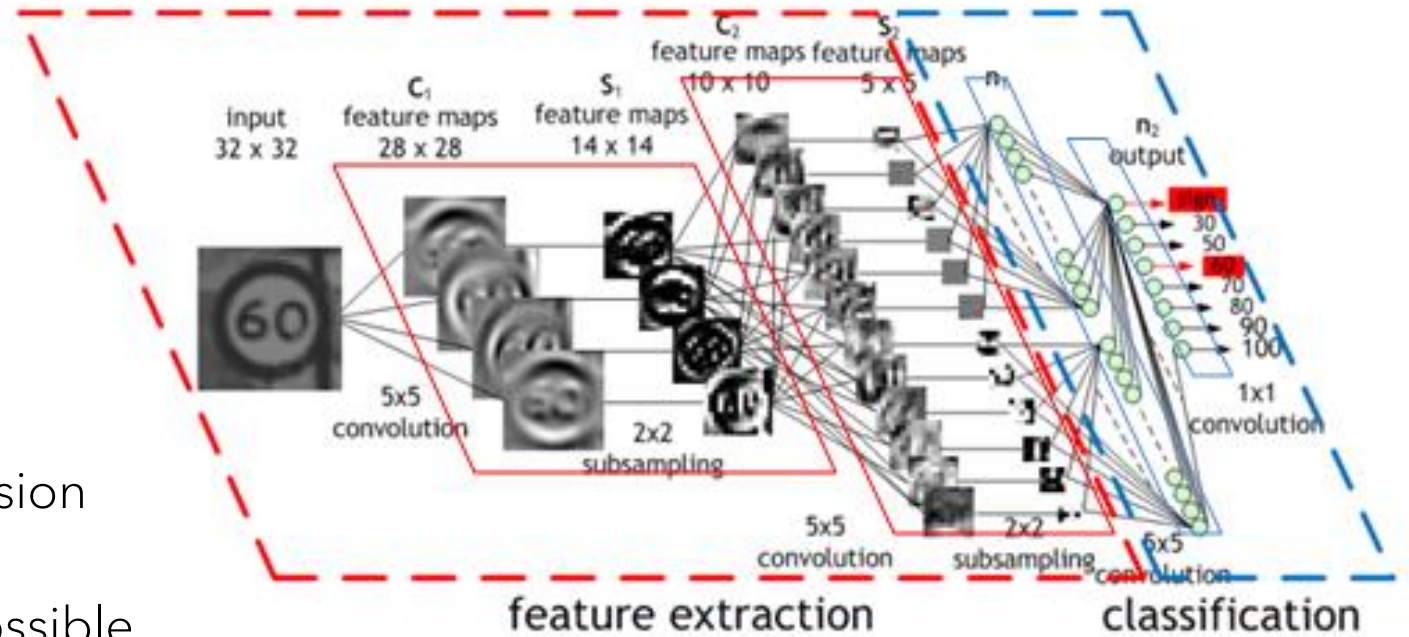 input
32 x 32
C₁
feature maps
28 x 28
S₁
feature maps
14 x 14
C₂
feature maps
10 x 10
S₂
feature maps
5 x 5
n₁
n₂
output
60
sign
30
50
60
70
80
90
100
5x5
convolution
2x2
subsampling
5x5
convolution
2x2
subsampling
5x5
convolution
1x1
convolution
feature extraction
classification
sion
ossible